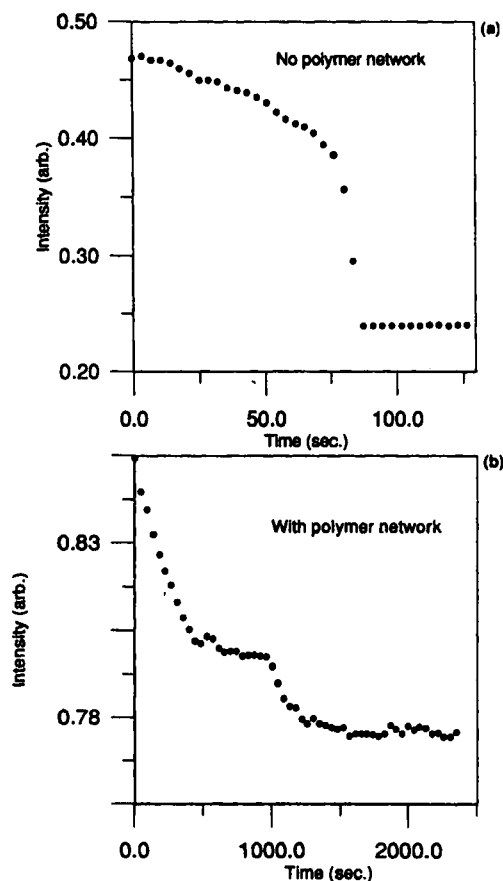 (a)
No polymer network
0.50
0.40
0.30
0.20
Intensity (arb.)
0.0 50.0 100.0
Time (sec.)
(b)
With polymer network
0.83
0.78
Intensity (arb.)
0.0 1000.0 2000.0
Time (sec.)